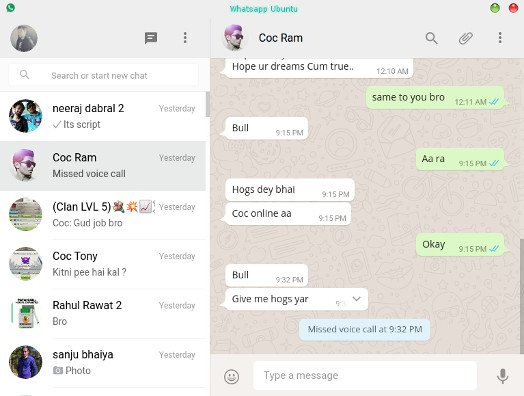 Whatsapp Ubuntu
Search or start new chat
neeraj dabral 2
Yesterday
Its script
Coc Ram
Yesterday
Missed voice call
(Clan LVL 5)
Yesterday
Coc: Gud job bro
Coc Tony
Yesterday
Kitni pee hai kal ?
Rahul Rawat 2
Yesterday
Bro
sanju bhaiya
Yesterday
Photo
Coc Ram
Hope ur dreams Cum true..
12:10 AM
same to you bro
12:11 AM
Bull
9:15 PM
Aa ra
9:15 PM
Hogs dey bhai
9:15 PM
Coc online aa
9:15 PM
Okay
9:15 PM
Bull
9:32 PM
Give me hogs yar
Missed voice call at 9:32 PM
Type a message